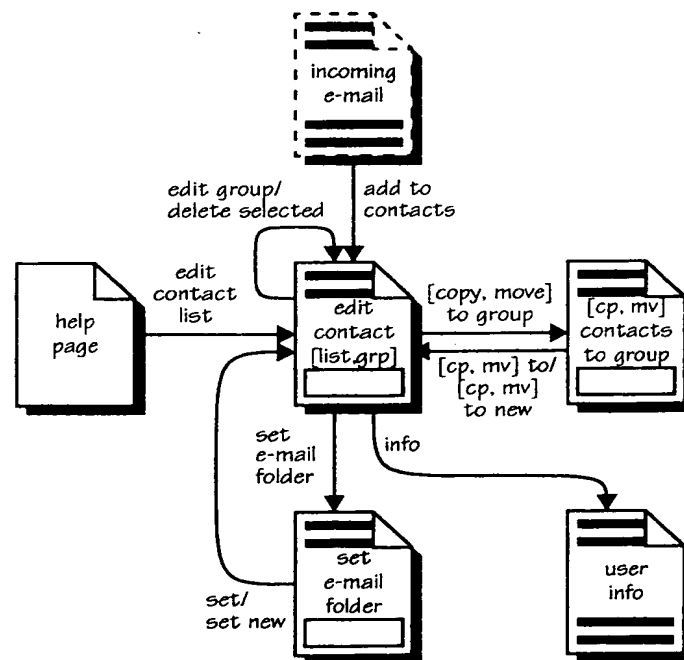 incoming
e-mail
edit group/
delete selected
add to
contacts
edit
contact
list
help
page
edit
contact
[list,grp]
[copy, move]
to group
[cp, mv]
contacts
to group
[cp, mv] to/
[cp, mv]
to new
set
e-mail
folder
info
set
e-mail
folder
set/
set new
user
info